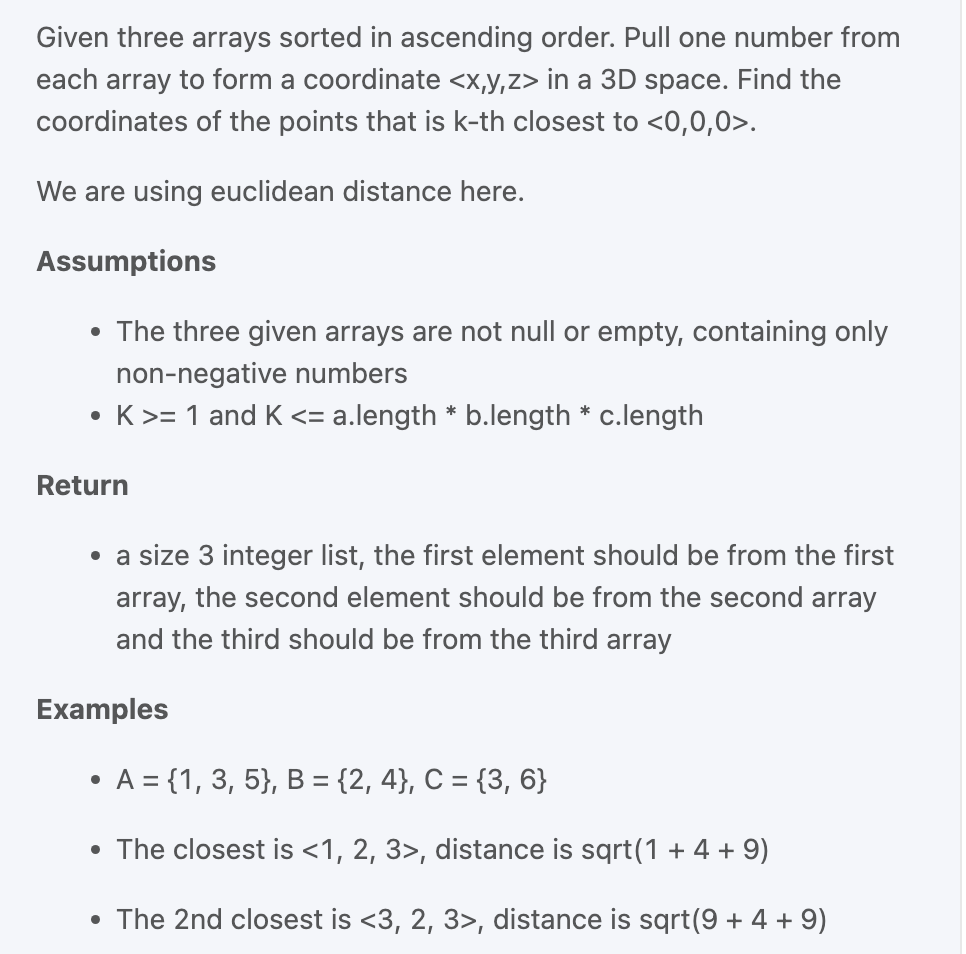 Given three arrays sorted in ascending order. Pull one number from
each array to form a coordinate <x,y,z> in a 3D space. Find the
coordinates of the points that is k-th closest to <0,0,0>.
We are using euclidean distance here.
Assumptions
• The three given arrays are not null or empty, containing only
non-negative numbers
• K >= 1 and K <= a.length * b.length * c.length
Return
• a size 3 integer list, the first element should be from the first
array, the second element should be from the second array
and the third should be from the third array
Examples
• A = {1, 3, 5}, B = {2, 4}, C = {3, 6}
• The closest is <1, 2, 3>, distance is sqrt(1 + 4 + 9)
• The 2nd closest is <3, 2, 3>, distance is sqrt(9 + 4 + 9)